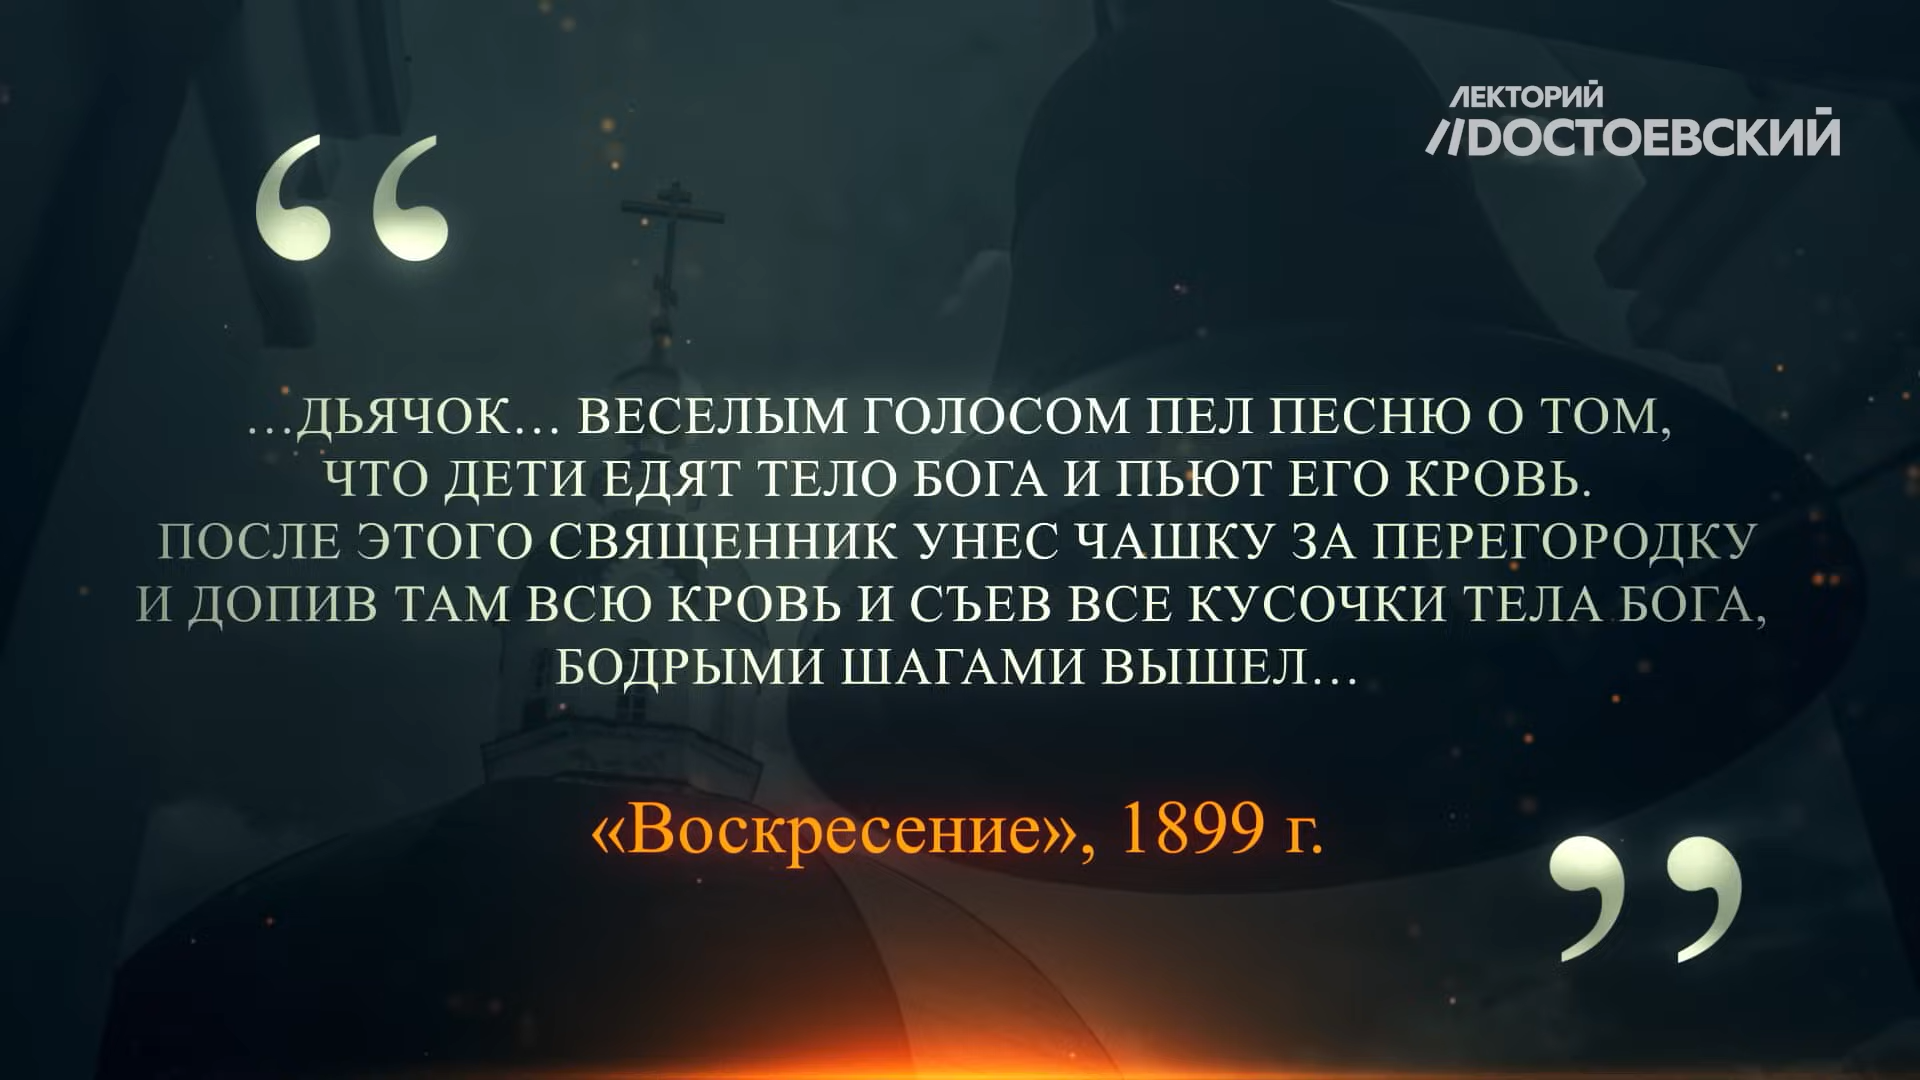 ЛЕКТОРИЙ
//DОСТОЕВСКИЙ
“
…ДЬЯЧОК… ВЕСЕЛЫМ ГОЛОСОМ ПЕЛ ПЕСНЮ О ТОМ,
ЧТО ДЕТИ ЕДЯТ ТЕЛО БОГА И ПЬЮТ ЕГО КРОВЬ.
ПОСЛЕ ЭТОГО СВЯЩЕННИК УНЕС ЧАШКУ ЗА ПЕРЕГОРОДКУ
И ДОПИВ ТАМ ВСЮ КРОВЬ И СЪЕВ ВСЕ КУСОЧКИ ТЕЛА БОГА,
БОДРЫМИ ШАГАМИ ВЫШЕЛ…
«Воскресение», 1899 г.
”